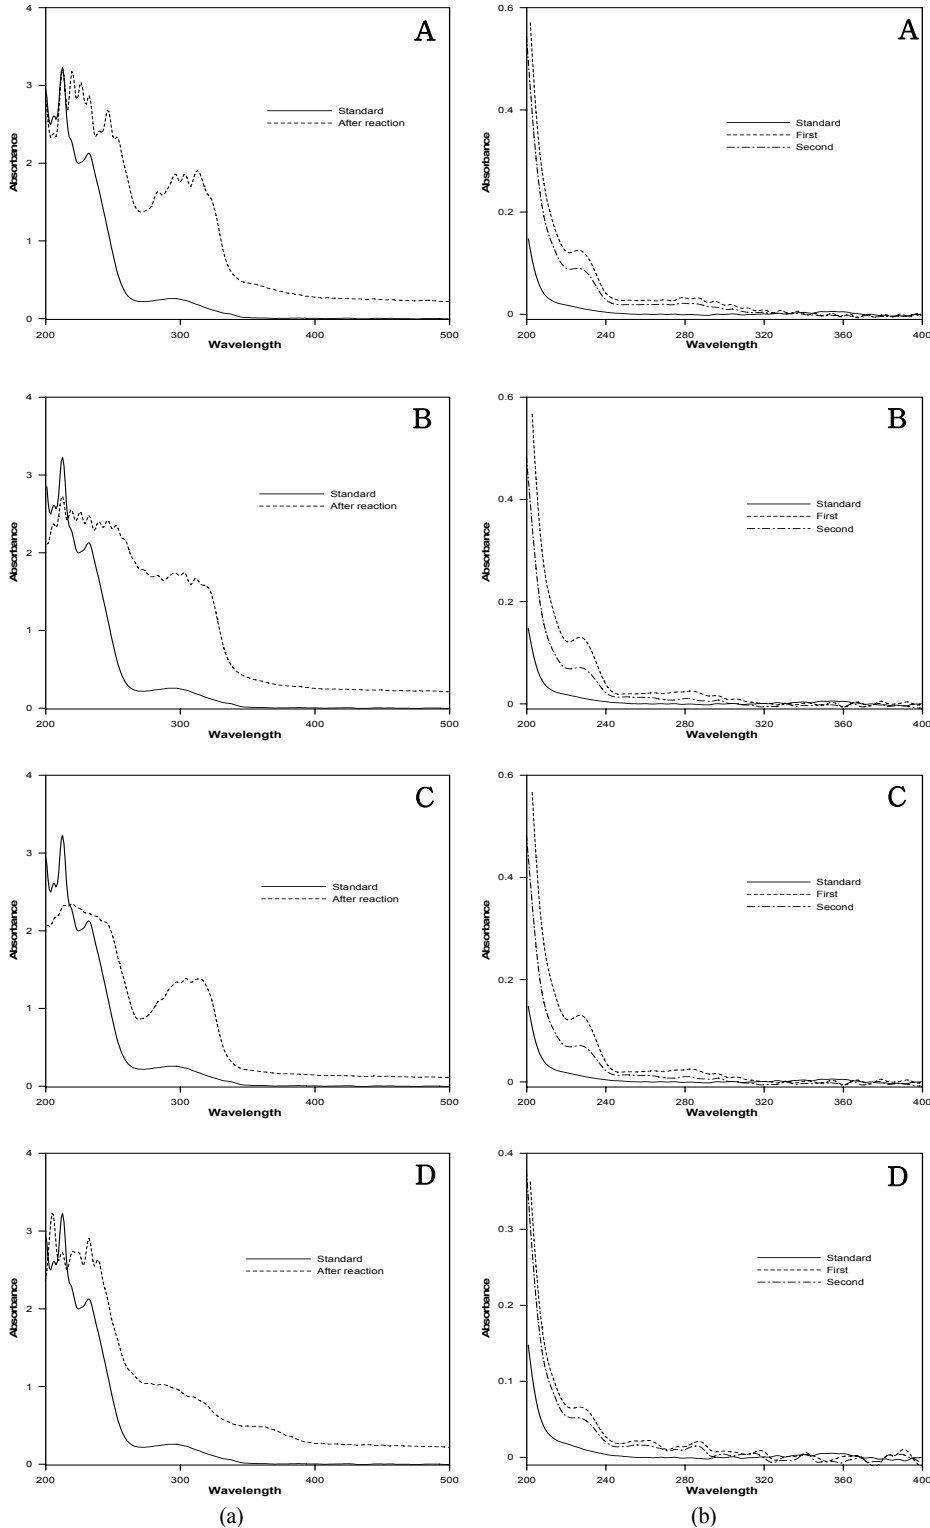 A
4
3
2
1
0
Absorbance
Standard
After reaction
200 300 400 500
Wavelength
A
0.6
0.4
0.2
0
Absorbance
Standard
First
Second
200 240 280 320 360 400
Wavelength
B
4
3
2
1
0
Absorbance
Standard
After reaction
200 300 400 500
Wavelength
B
0.6
0.4
0.2
0
Absorbance
Standard
First
Second
200 240 280 320 360 400
Wavelength
C
4
3
2
1
0
Absorbance
Standard
After reaction
200 300 400 500
Wavelength
C
0.6
0.4
0.2
0
Absorbance
Standard
First
Second
200 240 280 320 360 400
Wavelength
D
4
3
2
1
0
Absorbance
Standard
After reaction
200 300 400 500
Wavelength
(a)
D
0.4
0.3
0.2
0.1
0
Absorbance
Standard
First
Second
200 240 280 320 360 400
Wavelength
(b)